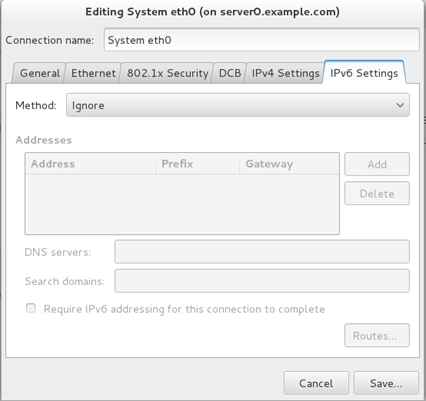 Editing System eth0 (on server0.example.com)
Connection name: System eth0
General Ethernet 802.1x Security DCB IPv4 Settings IPv6 Settings
Method: Ignore
Addresses
Address Prefix Gateway
Add
Delete
DNS servers:
Search domains:
Require IPv6 addressing for this connection to complete
Routes...
Cancel Save...